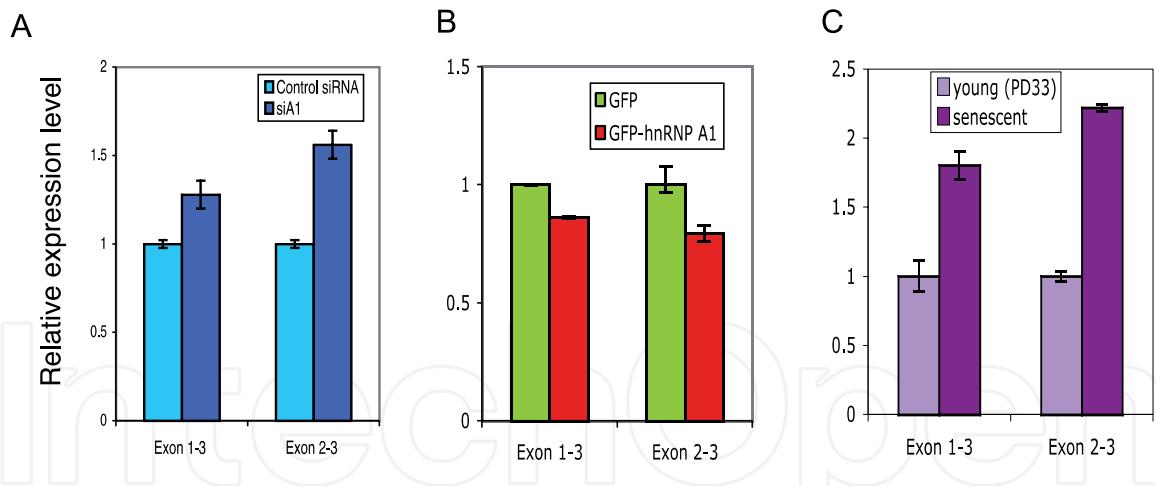 A
Relative expression level
2
1.5
1
0.5
0
Control siRNA
siA1
Exon 1-3
Exon 2-3
B
1.5
1
0.5
0
GFP
GFP-hnRNP A1
Exon 1-3
Exon 2-3
C
2.5
2
1.5
1
0.5
0
young (PD33)
senescent
Exon 1-3
Exon 2-3
IntechOpen